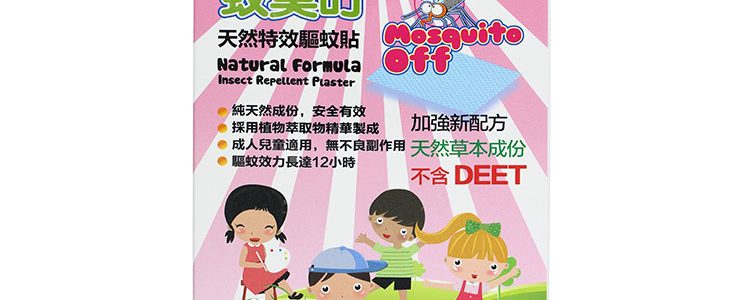 蚊莫叮
天然特效驅蚊貼
Natural Formula
Insect Repellent Plaster
Mosquito
Off
純天然成份，安全有效
採用植物萃取物精華製成
成人兒童適用，無不良副作用
驅蚊效力長達12小時
加強新配方
天然草本成份
不含 DEET